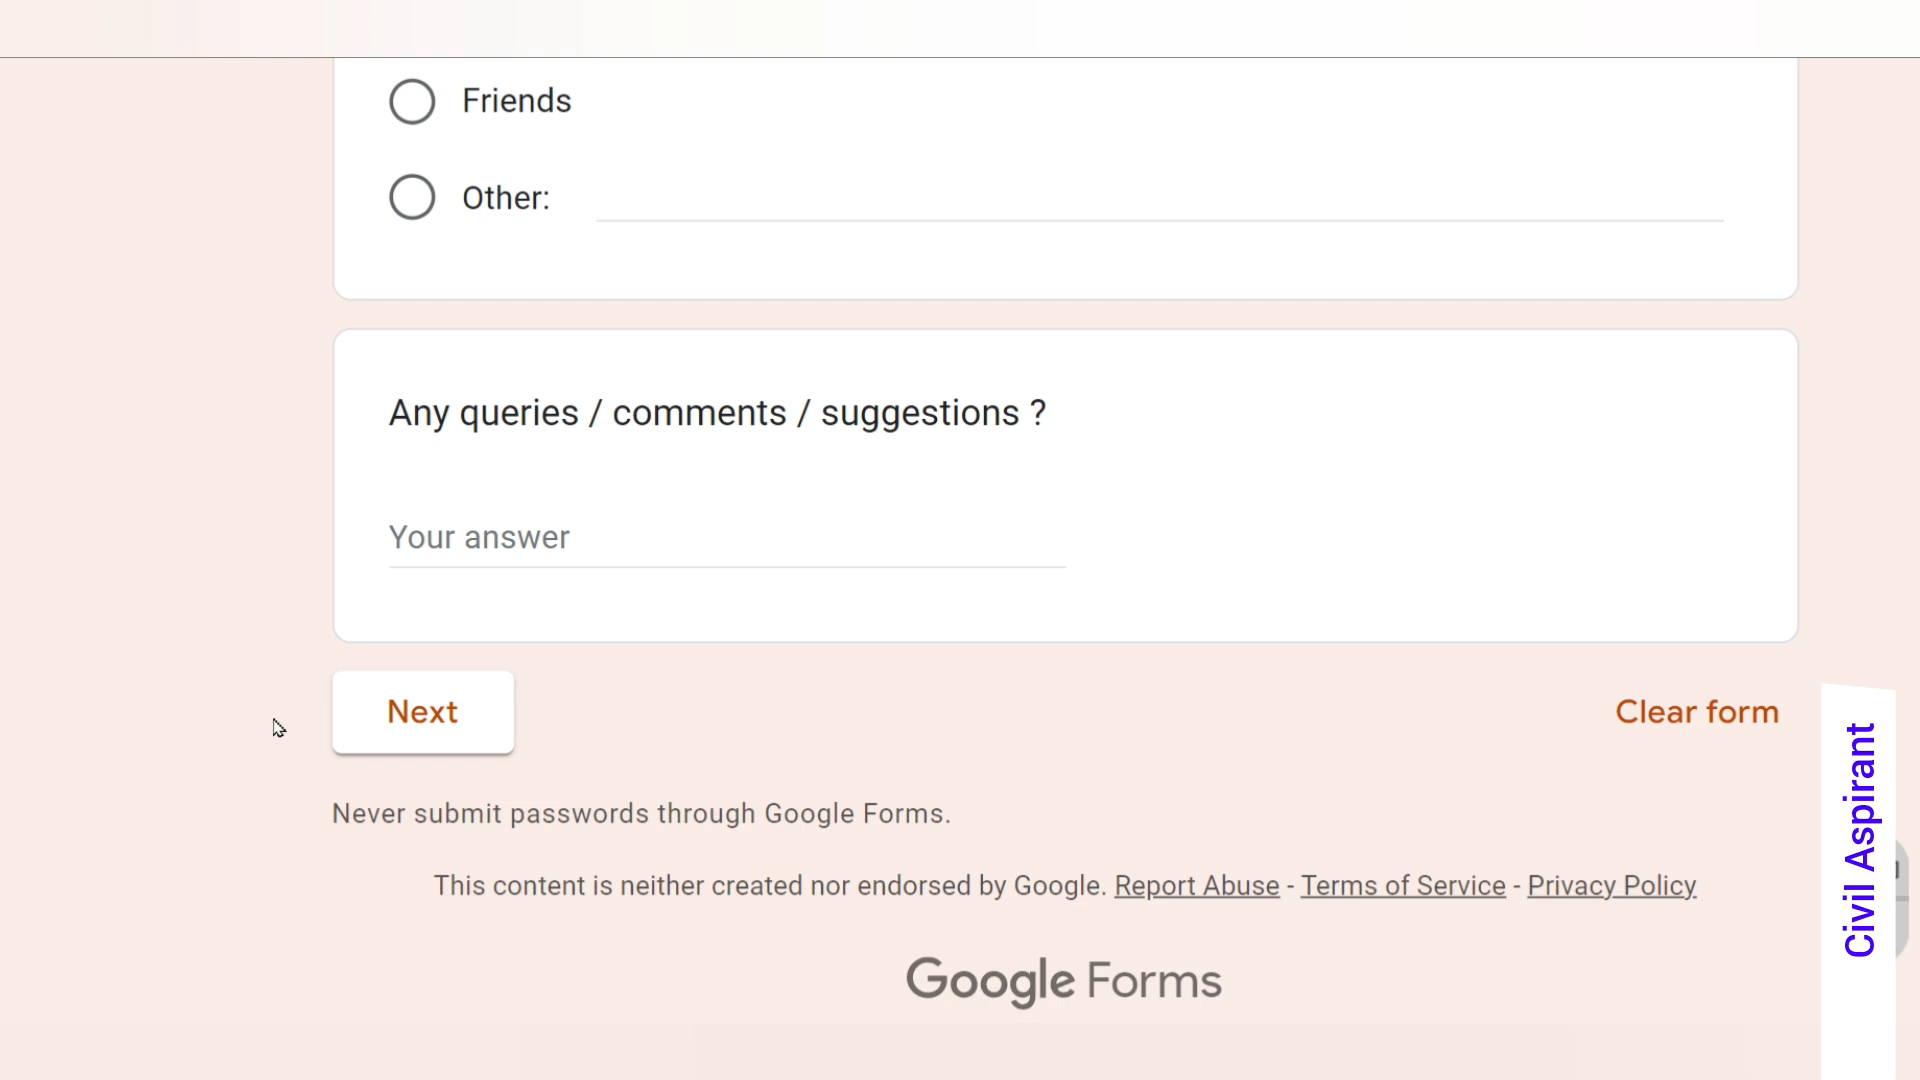 Friends
Other:
Any queries / comments / suggestions ?
Your answer
Next
Clear form
Never submit passwords through Google Forms.
This content is neither created nor endorsed by Google. Report Abuse - Terms of Service - Privacy Policy
Google Forms
Civil Aspirant